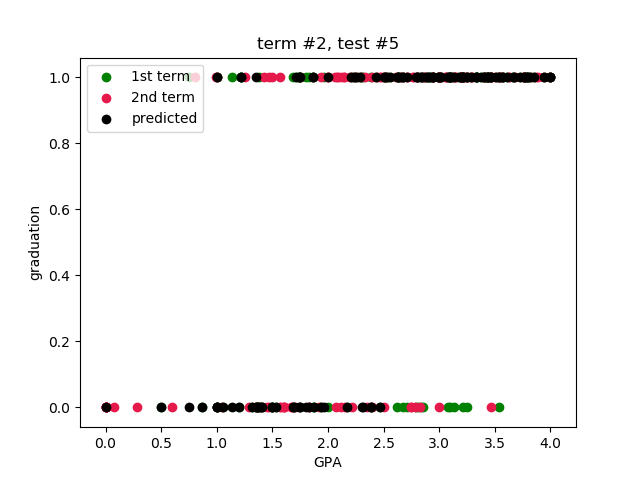 term #2, test #5
1st term
2nd term
predicted
1.0
0.8
0.6
0.4
0.2
0.0
graduation
0.0 0.5 1.0 1.5 2.0 2.5 3.0 3.5 4.0
GPA